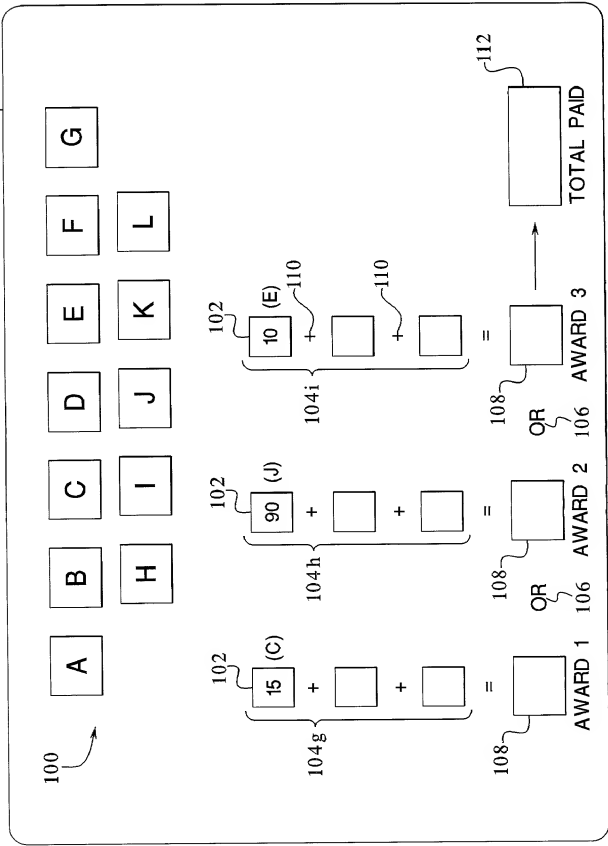 100
A B C D E F G
H I J K L
102 102 102
15 (C) 90 (J) 10 (E)
+ + + 110
104g 104h 104i
+ + + 110
= = =
108 108 108 112
OR OR
106 106
AWARD 1 AWARD 2 AWARD 3 TOTAL PAID